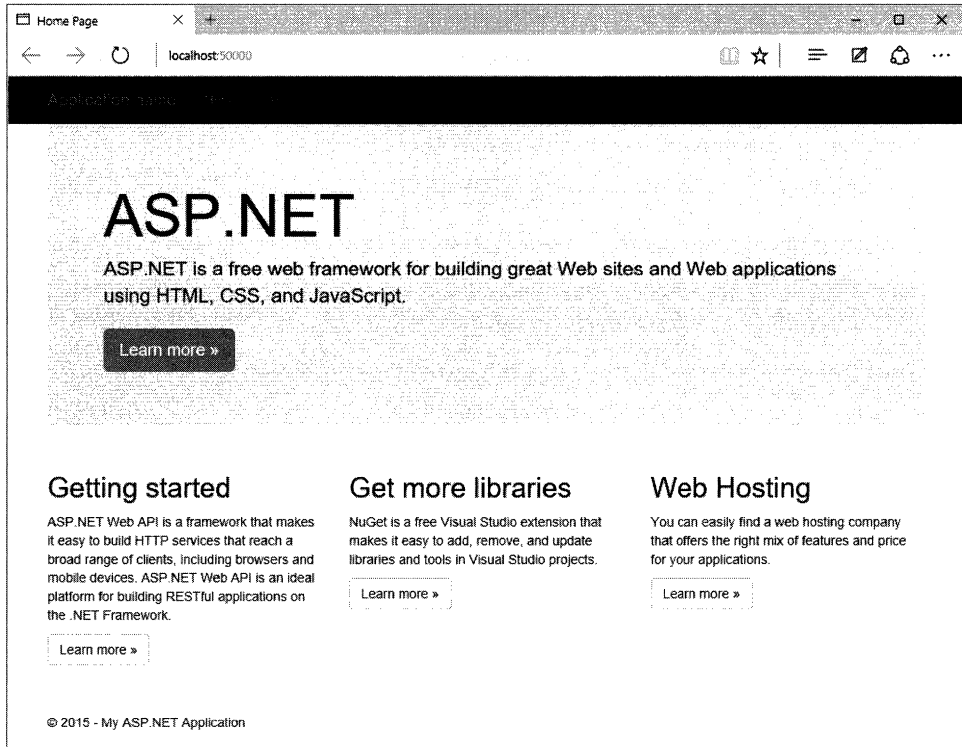 Home Page
localhost:50000
Application name
ASP.NET
ASP.NET is a free web framework for building great Web sites and Web applications
using HTML, CSS, and JavaScript.
Learn more »
Getting started
ASP.NET Web API is a framework that makes
it easy to build HTTP services that reach a
broad range of clients, including browsers and
mobile devices. ASP.NET Web API is an ideal
platform for building RESTful applications on
the .NET Framework.
Learn more »
Get more libraries
NuGet is a free Visual Studio extension that
makes it easy to add, remove, and update
libraries and tools in Visual Studio projects.
Learn more »
Web Hosting
You can easily find a web hosting company
that offers the right mix of features and price
for your applications.
Learn more »
© 2015 - My ASP.NET Application